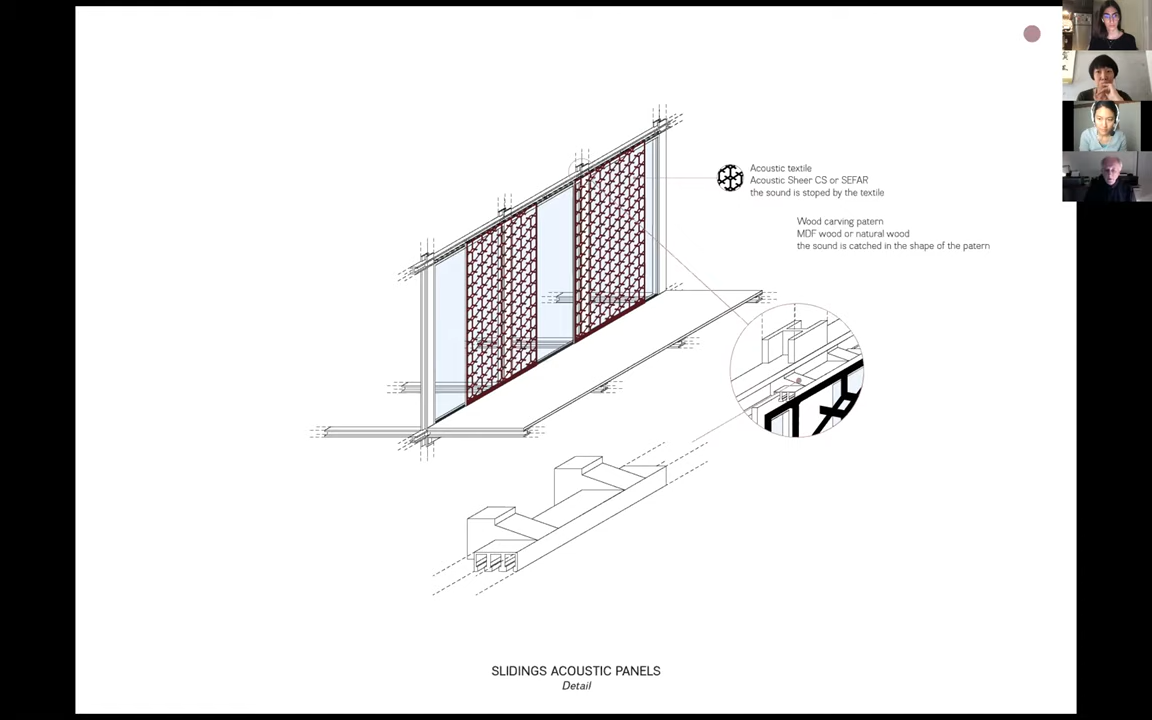 Acoustic textile
Acoustic Sheer CS or SEFAR
the sound is stoped by the textile
Wood carving patern
MDF wood or natural wood
the sound is catched in the shape of the patern
SLIDINGS ACOUSTIC PANELS
Detail